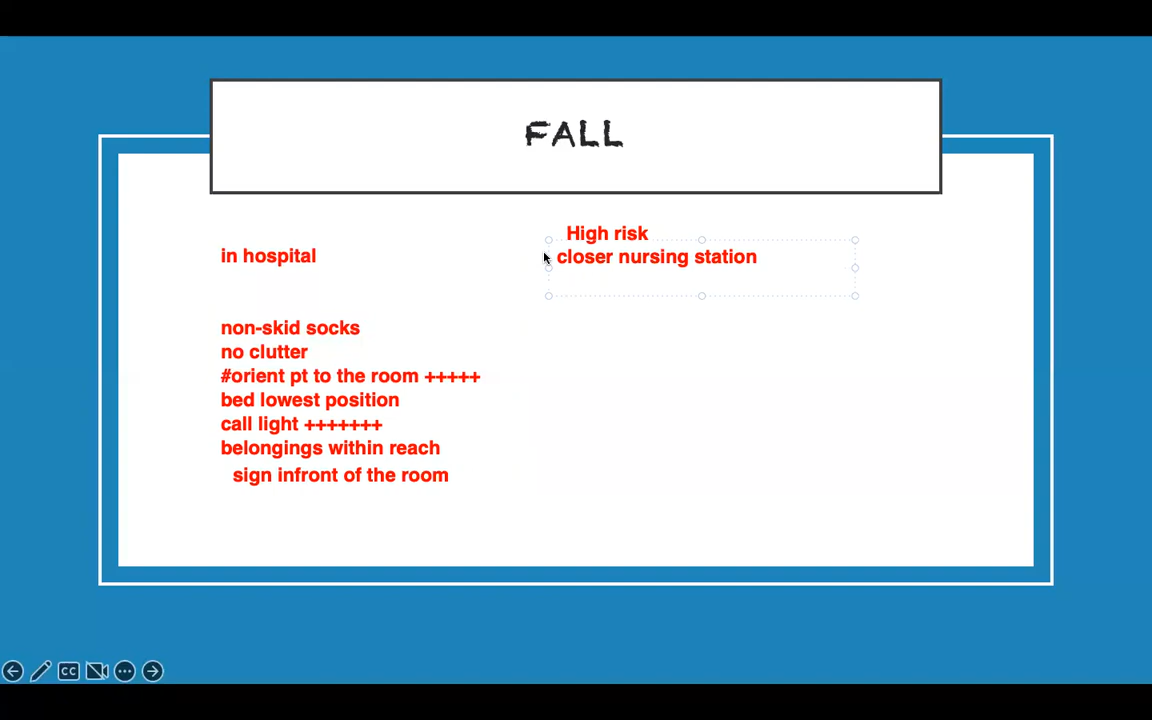 FALL
in hospital
non-skid socks
no clutter
#orient pt to the room +++++
bed lowest position
call light +++++++
belongings within reach
sign infront of the room
High risk
closer nursing station
CC